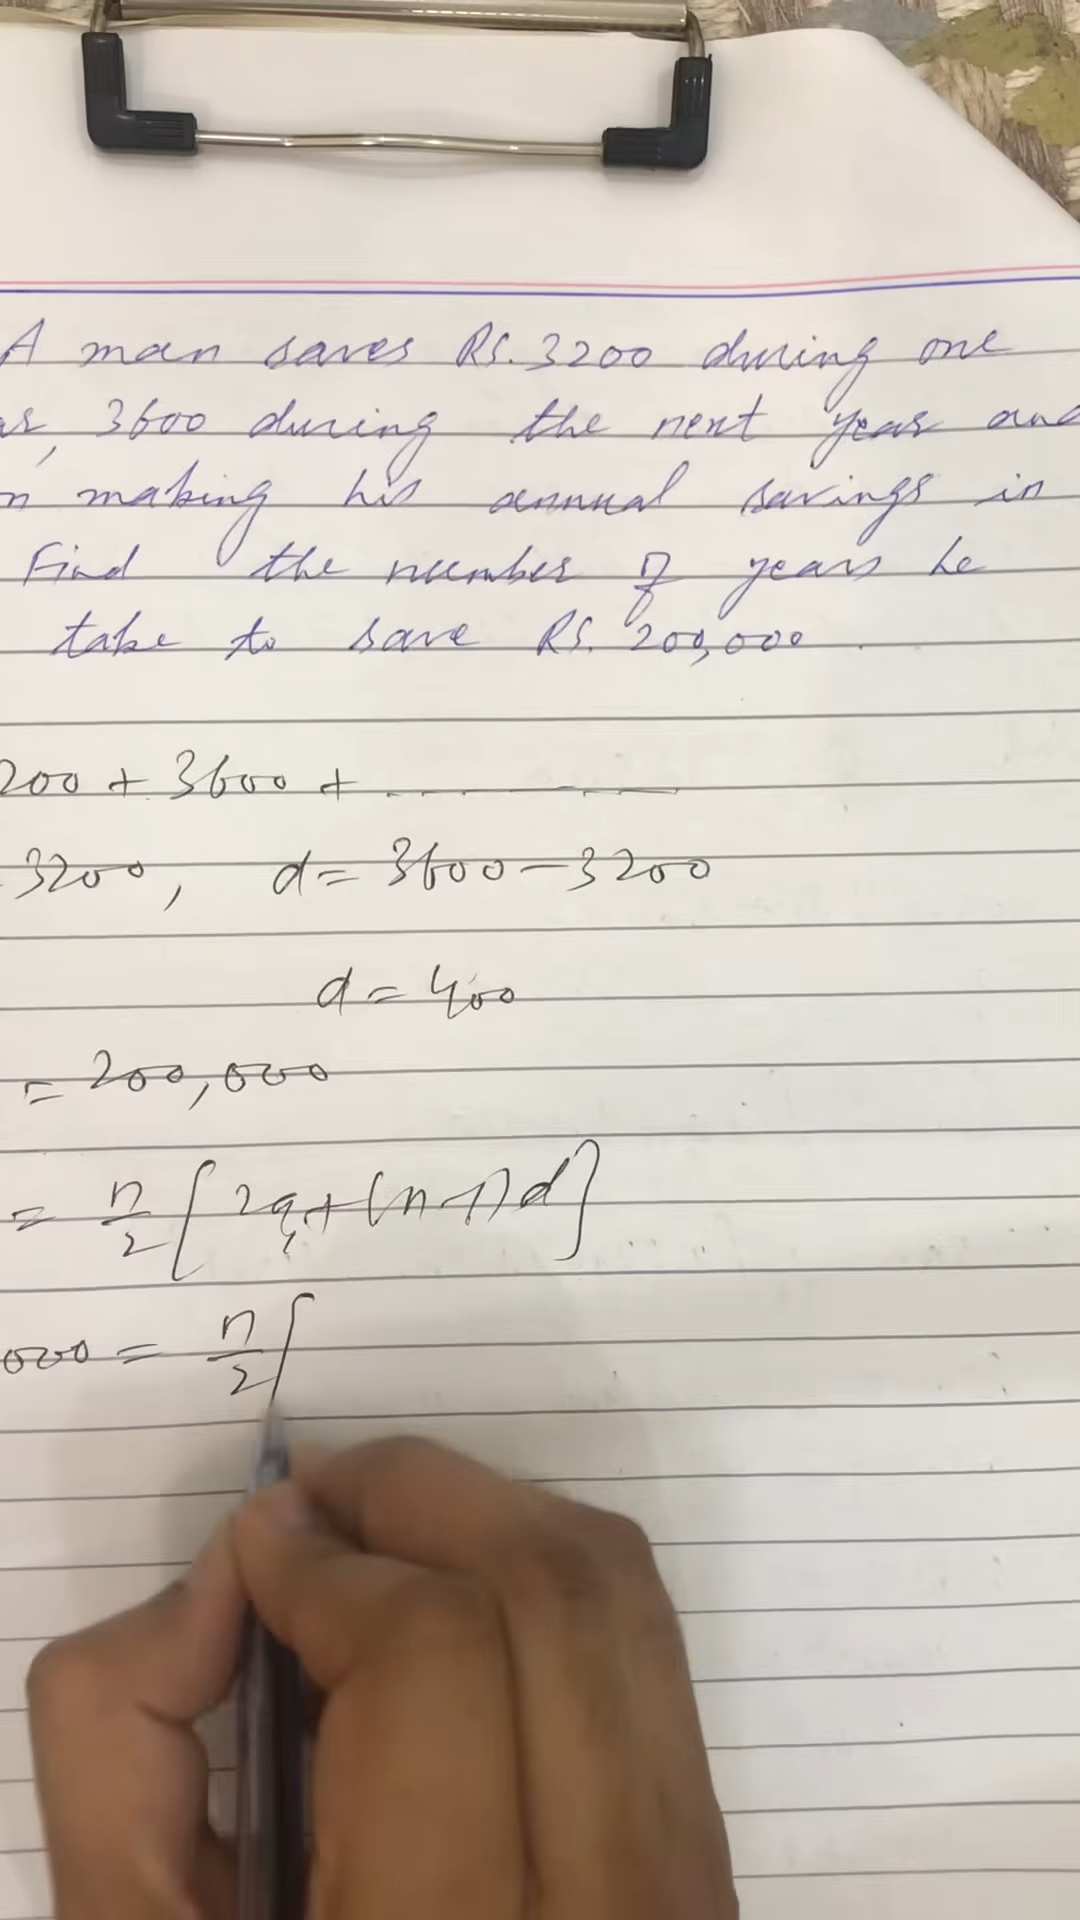 A man saves RS. 3200 during one
ar, 3600 during the next year and
n making his annual savings in
Find the number of years he
take to save RS. 200,000.
200 + 3600 + ...
3200, d = 3600 - 3200
d = 400
= 200,000
= n/2 [2a, + (n-1)d]
000 = n/2 [